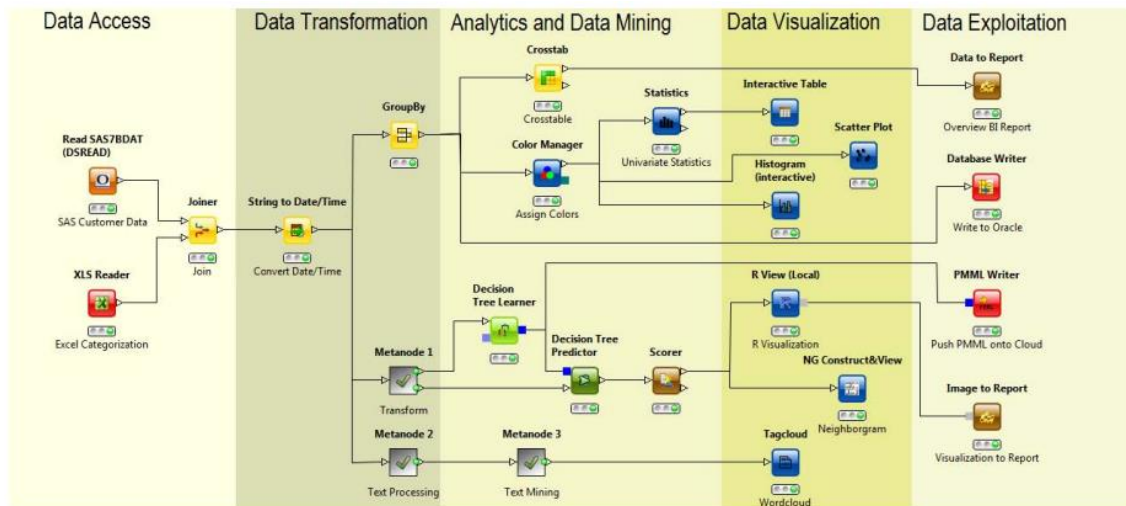 Data Access
Data Transformation
Analytics and Data Mining
Data Visualization
Data Exploitation
Read SAS7BDAT
(DSREAD)
SAS Customer Data
XLS Reader
Excel Categorization
Joiner
Join
String to Date/Time
Convert Date/Time
GroupBy
Metanode 1
Transform
Metanode 2
Text Processing
Crosstab
Crosstable
Color Manager
Assign Colors
Statistics
Univariate Statistics
Decision
Tree Learner
Decision Tree
Predictor
Scorer
Metanode 3
Text Mining
Interactive Table
Scatter Plot
Histogram
(interactive)
R View (Local)
R Visualization
NG Construct&View
Neighborgram
Tagcloud
Wordcloud
Data to Report
Overview BI Report
Database Writer
Write to Oracle
PMML Writer
Push PMML onto Cloud
Image to Report
Visualization to Report